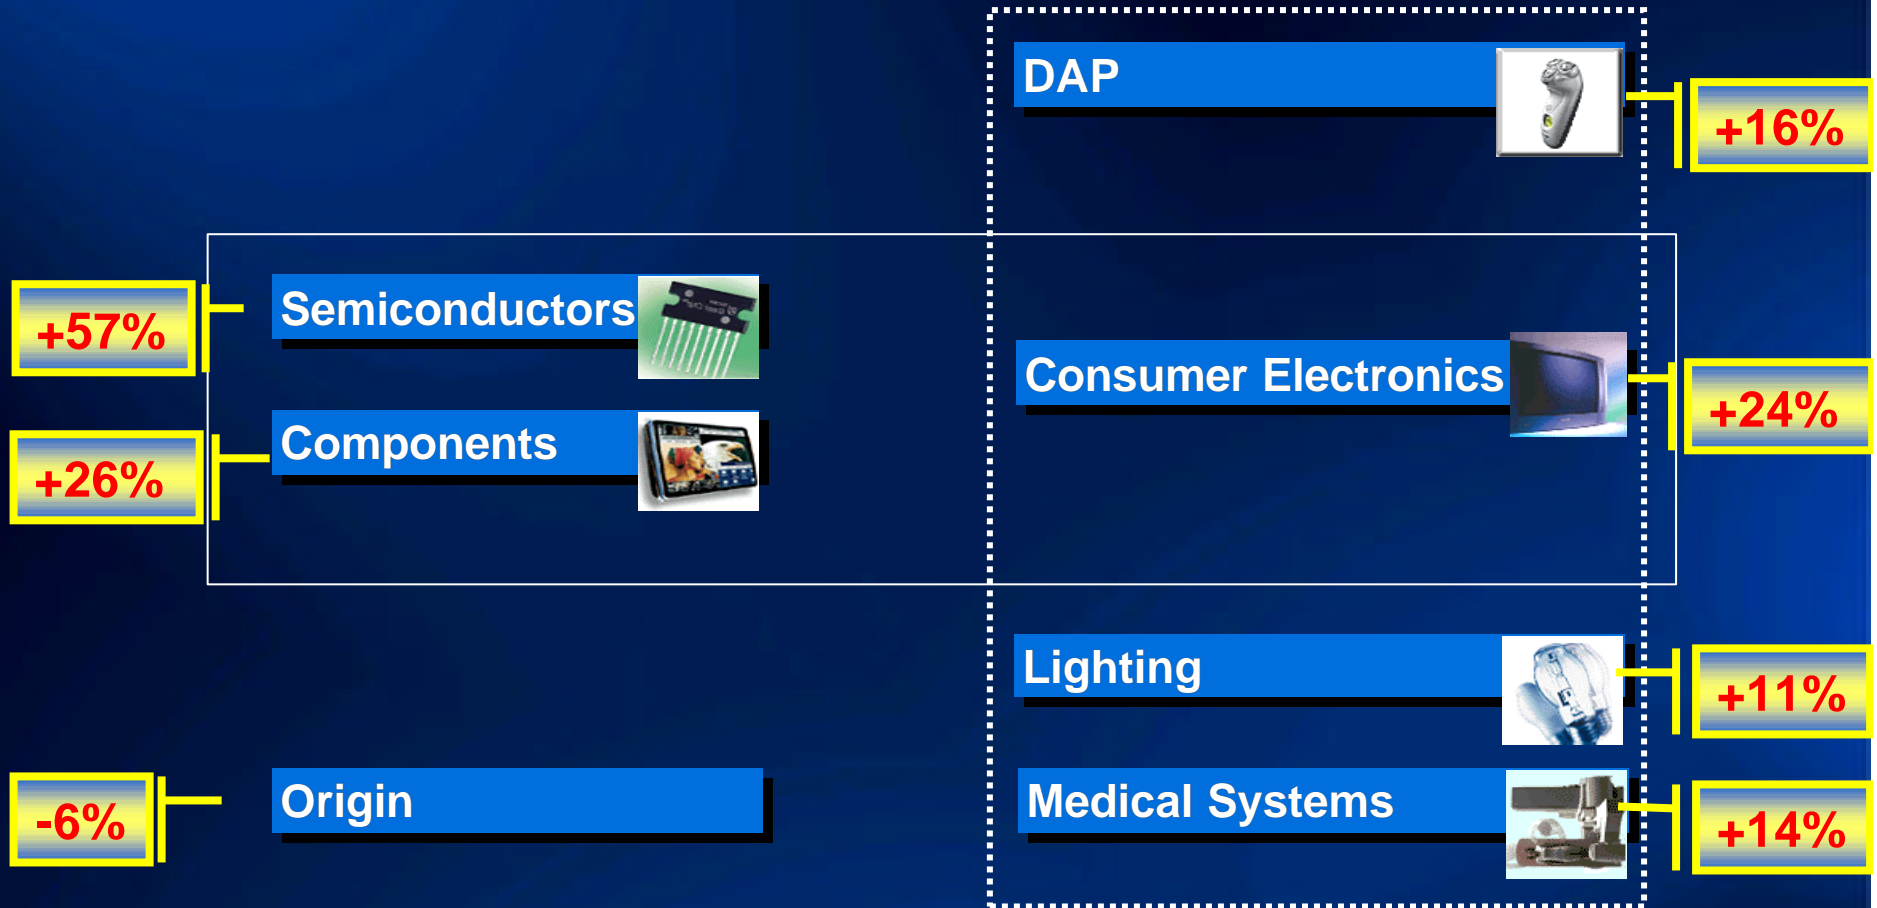 DAP
+16%
+57%
Semiconductors
Consumer Electronics
+24%
Components
+26%
Lighting
+11%
-6%
Origin
Medical Systems
+14%